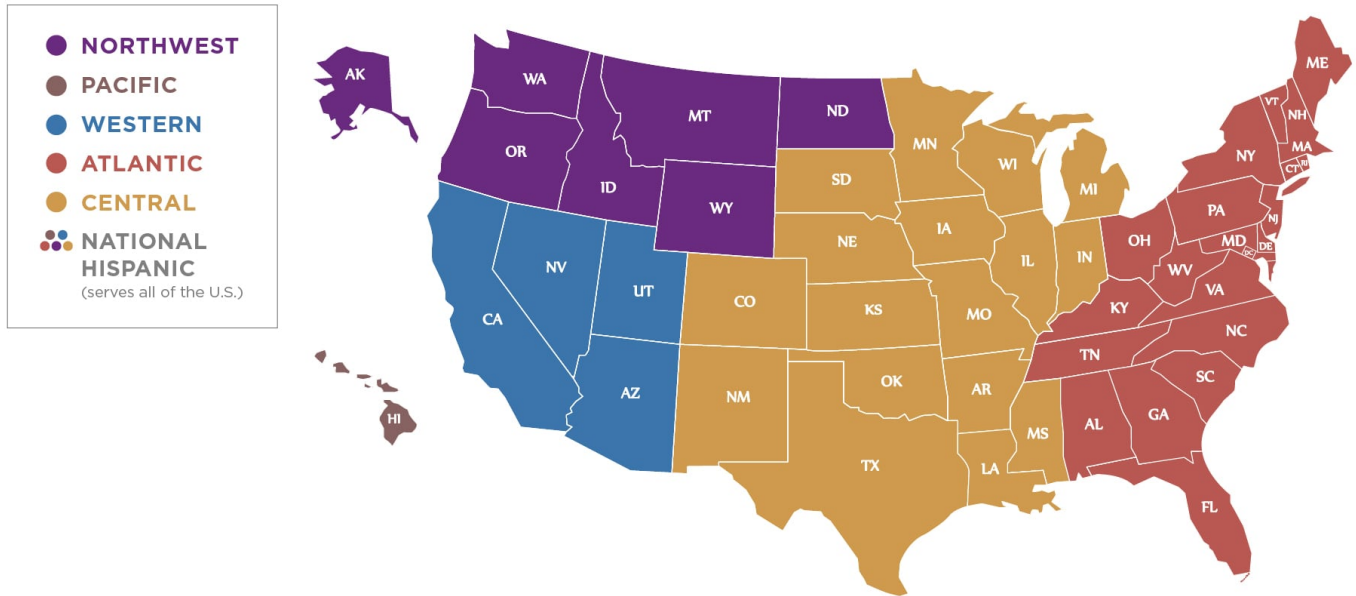 NORTHWEST
PACIFIC
WESTERN
ATLANTIC
CENTRAL
NATIONAL
HISPANIC
(serves all of the U.S.)
AK
WA
MT
ND
OR
ID
WY
MN
WI
MI
SD
IA
NE
IL
IN
OH
PA
NY
VT
NH
ME
MA
CT
RI
NJ
MD
DE
DC
WV
VA
KY
NC
TN
SC
CA
NV
UT
CO
KS
MO
AZ
NM
OK
AR
TX
LA
MS
AL
GA
FL
HI